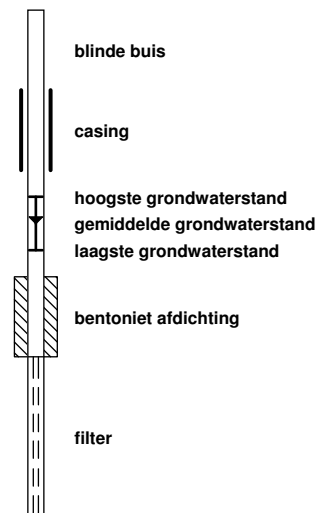 blinde buis
casing
hoogste grondwaterstand
gemiddelde grondwaterstand
laagste grondwaterstand
bentoniet afdichting
filter